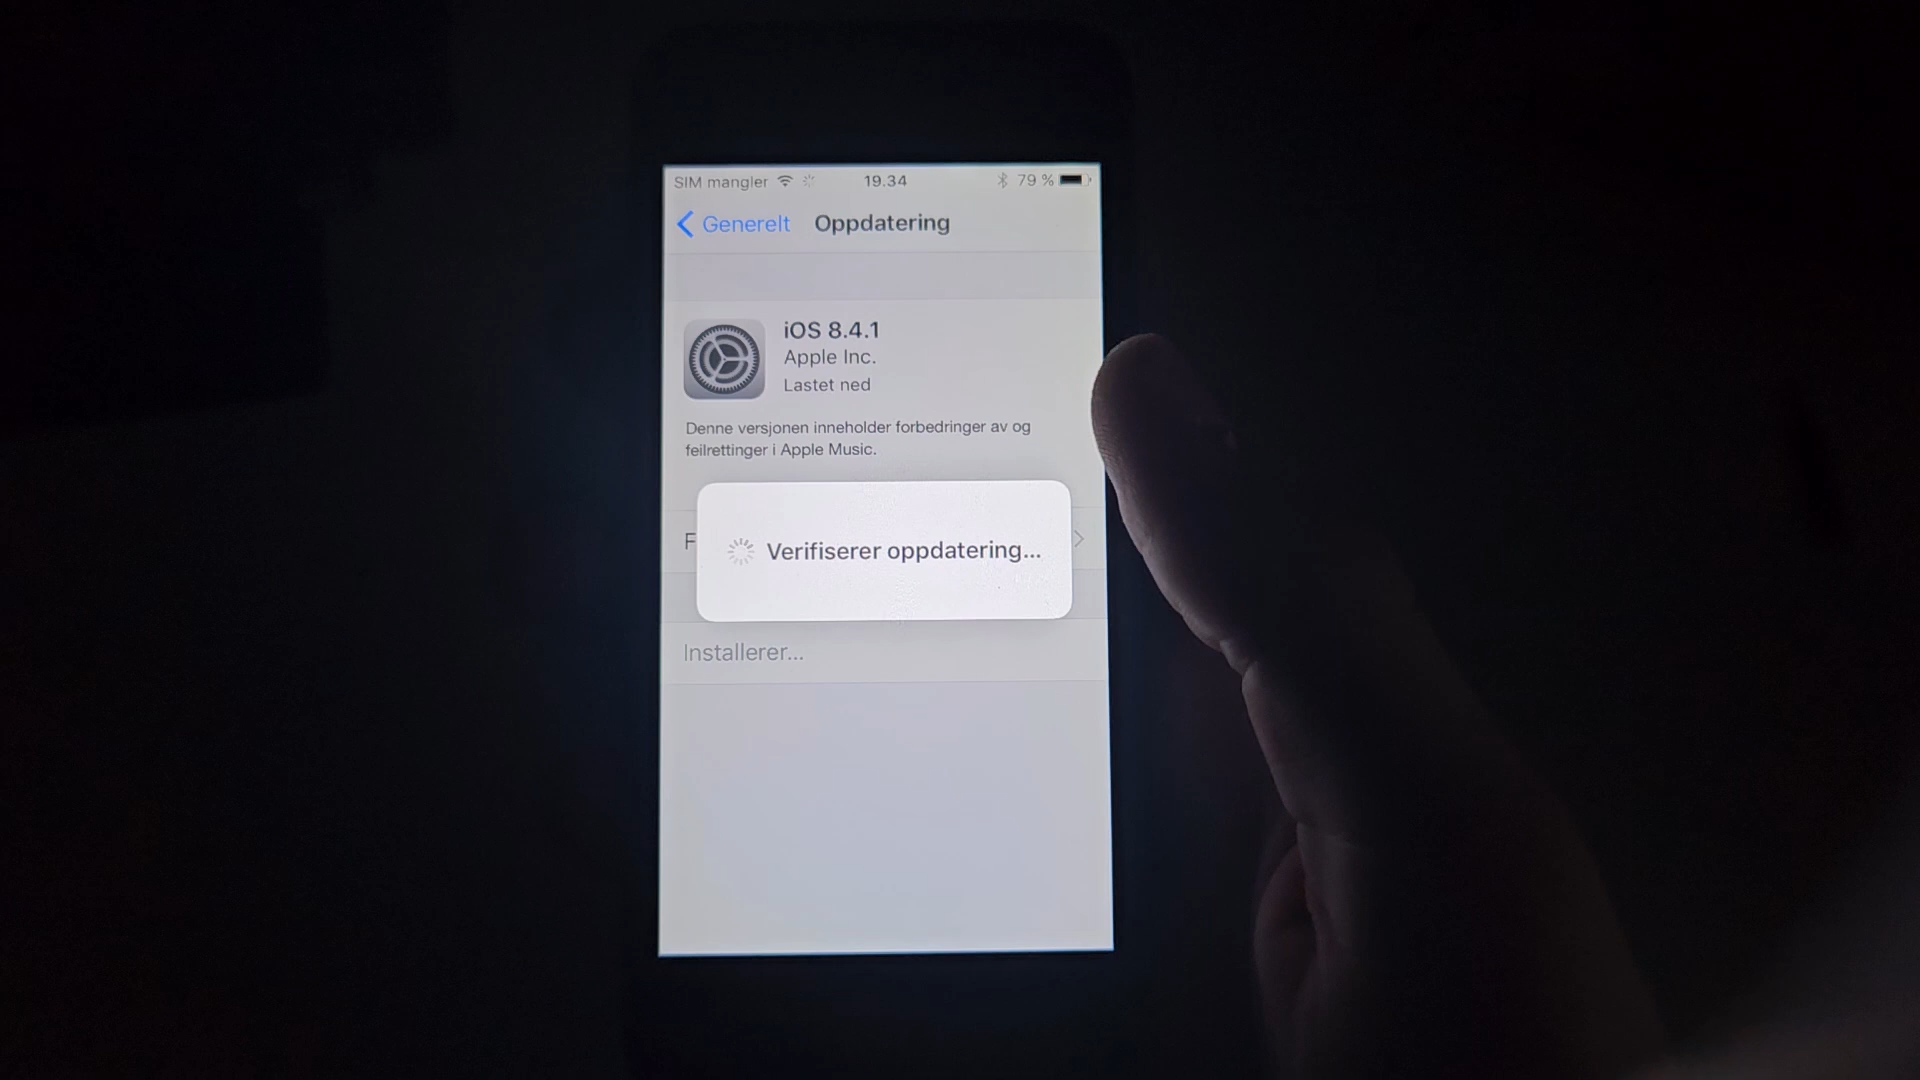 SIM mangler 19.34 79 %
Generelt Oppdatering
iOS 8.4.1
Apple Inc.
Lastet ned
Denne versjonen inneholder forbedringer av og
feilrettinger i Apple Music.
F
Verifiserer oppdatering...
Installerer...